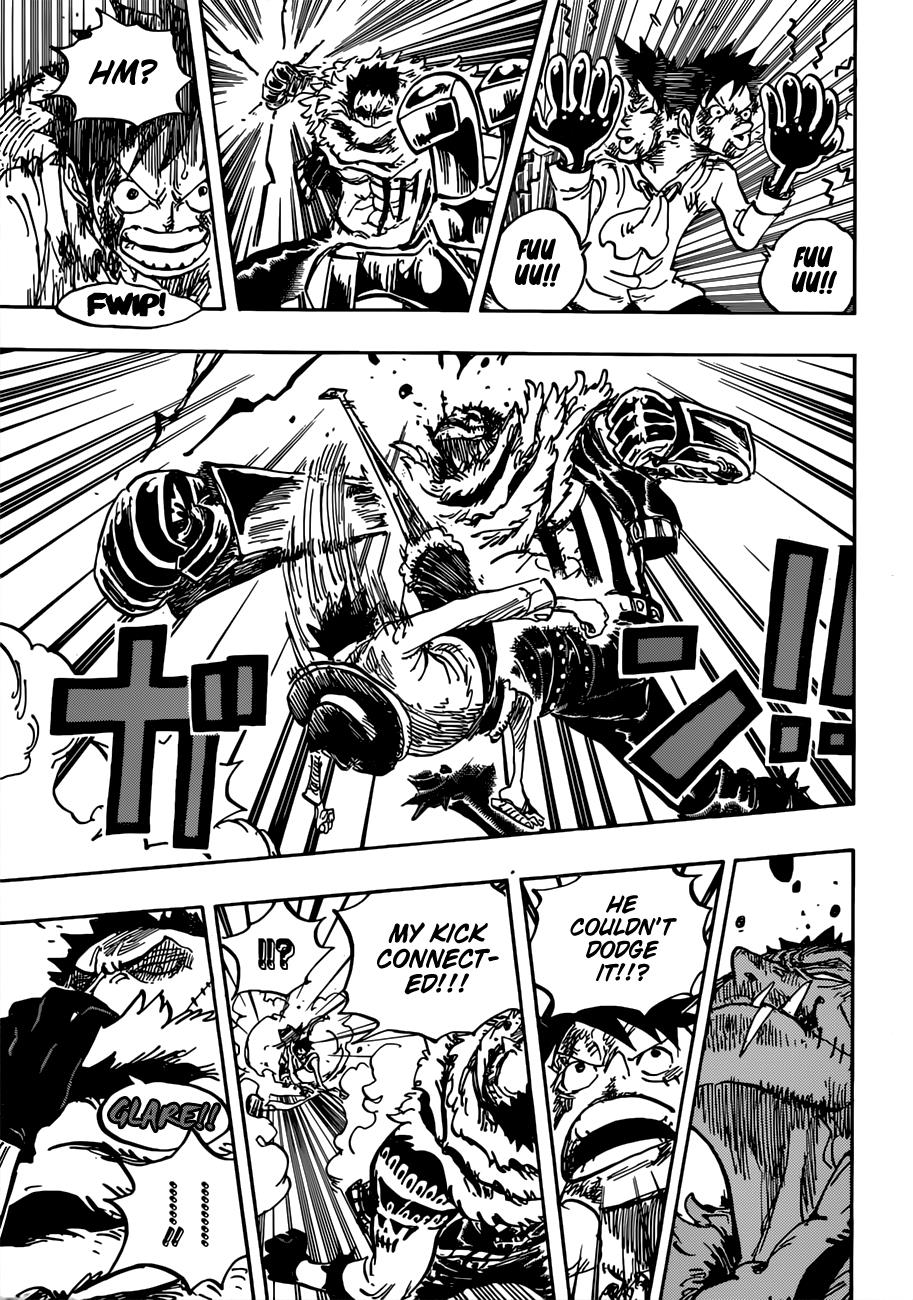 FUU
UU!!
FUU
UU!!
HM?
FWIP!
ガン!!
HE
COULDN'T
DODGE
IT!!?
MY KICK
CONNECT-
ED!!!
!!?
GLARE!!
..........
........!!